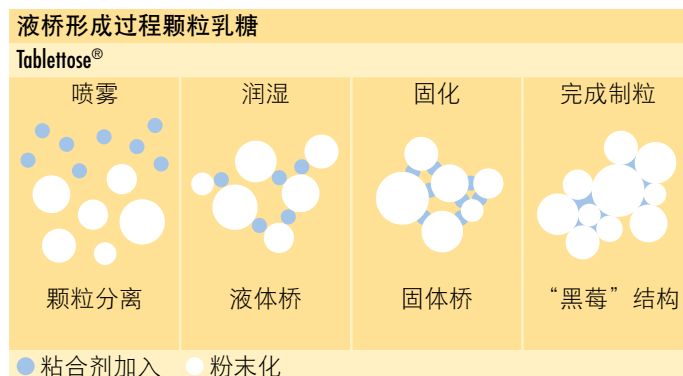 液桥形成过程颗粒乳糖
Tablettose®
喷雾 润湿 固化 完成制粒
颗粒分离 液体桥 固体桥 “黑莓”结构
粘合剂加入 粉末化